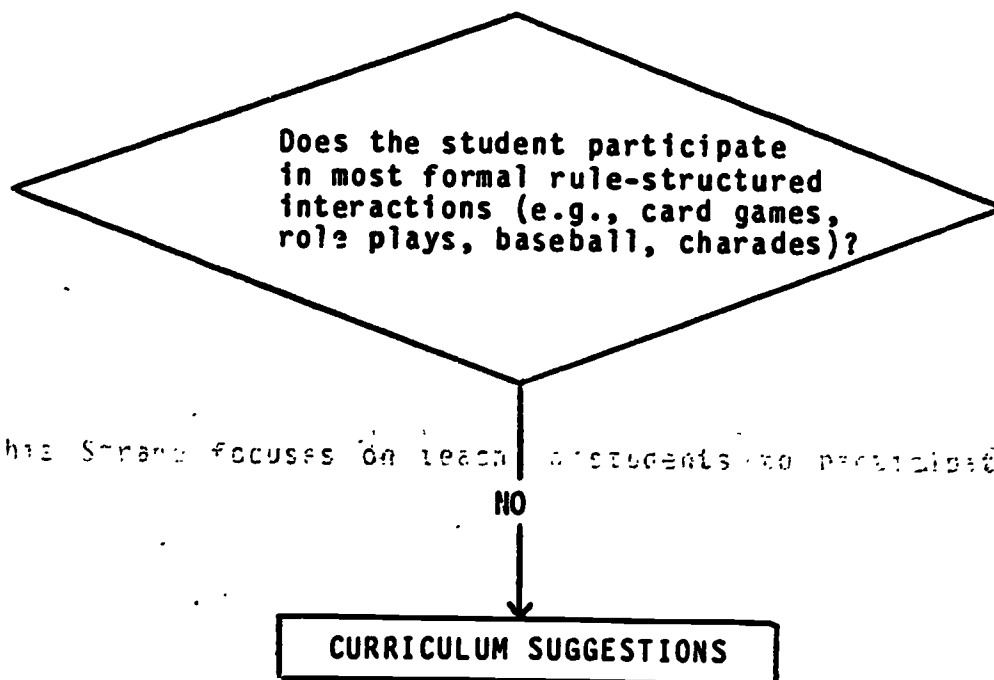 Does the student participate
in most formal rule-structured
interactions (e.g., card games,
role plays, baseball, charades)?
focuses on students to
NO
CURRICULUM SUGGESTIONS